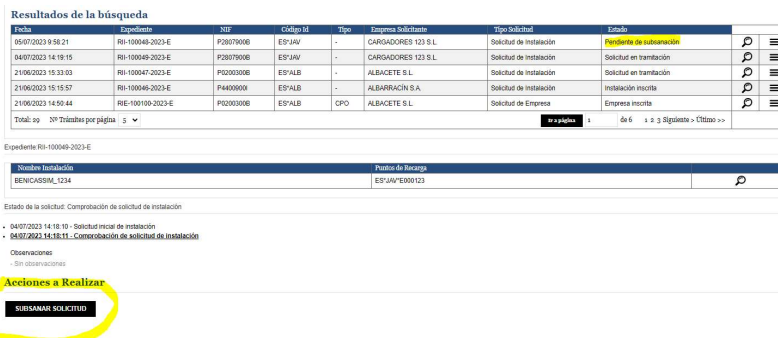 Resultados de la búsqueda
Fecha Expediente NIF Código Id Tipo Empresa Solicitante Tipo Solicitud Estado
05/07/2023 9:58:21 RII-100048-2023-E P2807900B ES*JAV - CARGADORES 123 S.L Solicitud de Instalación Pendiente de subsanación
04/07/2023 14:19:15 RII-100049-2023-E P2807900B ES*JAV - CARGADORES 123 S.L Solicitud de Instalación Solicitud en tramitación
21/06/2023 15:33:03 RII-100047-2023-E P0200300B ES*ALB - ALBACETE S.L Solicitud de Instalación Solicitud en tramitación
21/06/2023 15:15:57 RII-100046-2023-E P4400900I ES*ALB - ALBARRACÍN S.A Solicitud de Instalación Instalación inscrita
21/06/2023 14:50:44 RIE-100100-2023-E P0200300B ES*ALB CPO ALBACETE S.L Solicitud de Empresa Empresa inscrita
Total: 29 Nº Trámites por página 5 Ir a página 1 de 6 1 2 3 Siguiente > Último >>
Expediente:RII-100049-2023-E
Nombre Instalación Puntos de Recarga
BENICASSIM_1234 ES*JAV*E000123
Estado de la solicitud: Comprobación de solicitud de instalación
04/07/2023 14:18:10 - Solicitud inicial de instalación
04/07/2023 14:18:11 - Comprobación de solicitud de instalación
Observaciones
- Sin observaciones
Acciones a Realizar
SUBSANAR SOLICITUD